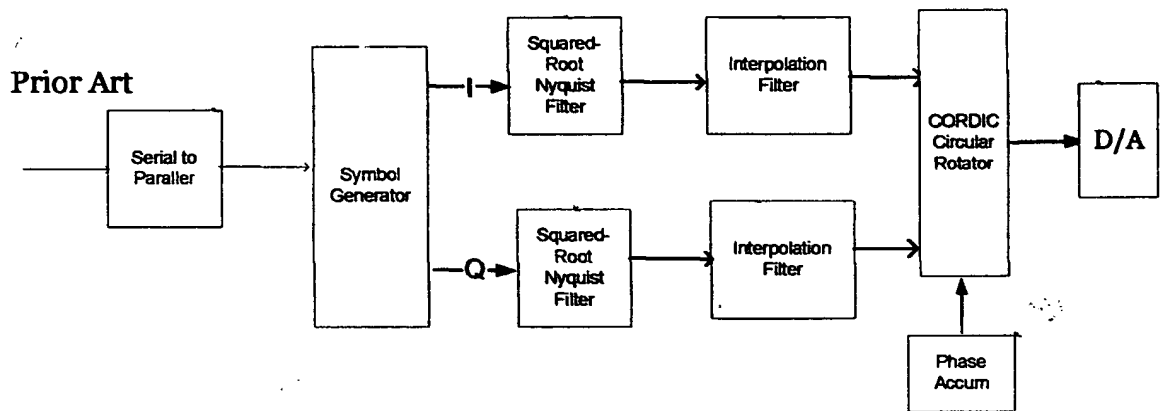 Prior Art
Serial to
Paraller
Symbol
Generator
I
Squared-
Root
Nyquist
Filter
Interpolation
Filter
Q
Squared-
Root
Nyquist
Filter
Interpolation
Filter
CORDIC
Circular
Rotator
D/A
Phase
Accum